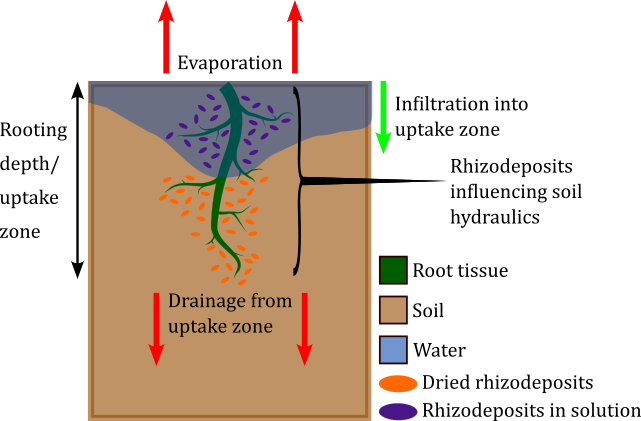 Evaporation
Rooting
depth/
uptake
zone
Infiltration into
uptake zone
Rhizodeposits
influencing soil
hydraulics
Drainage from
uptake zone
Root tissue
Soil
Water
Dried rhizodeposits
Rhizodeposits in solution